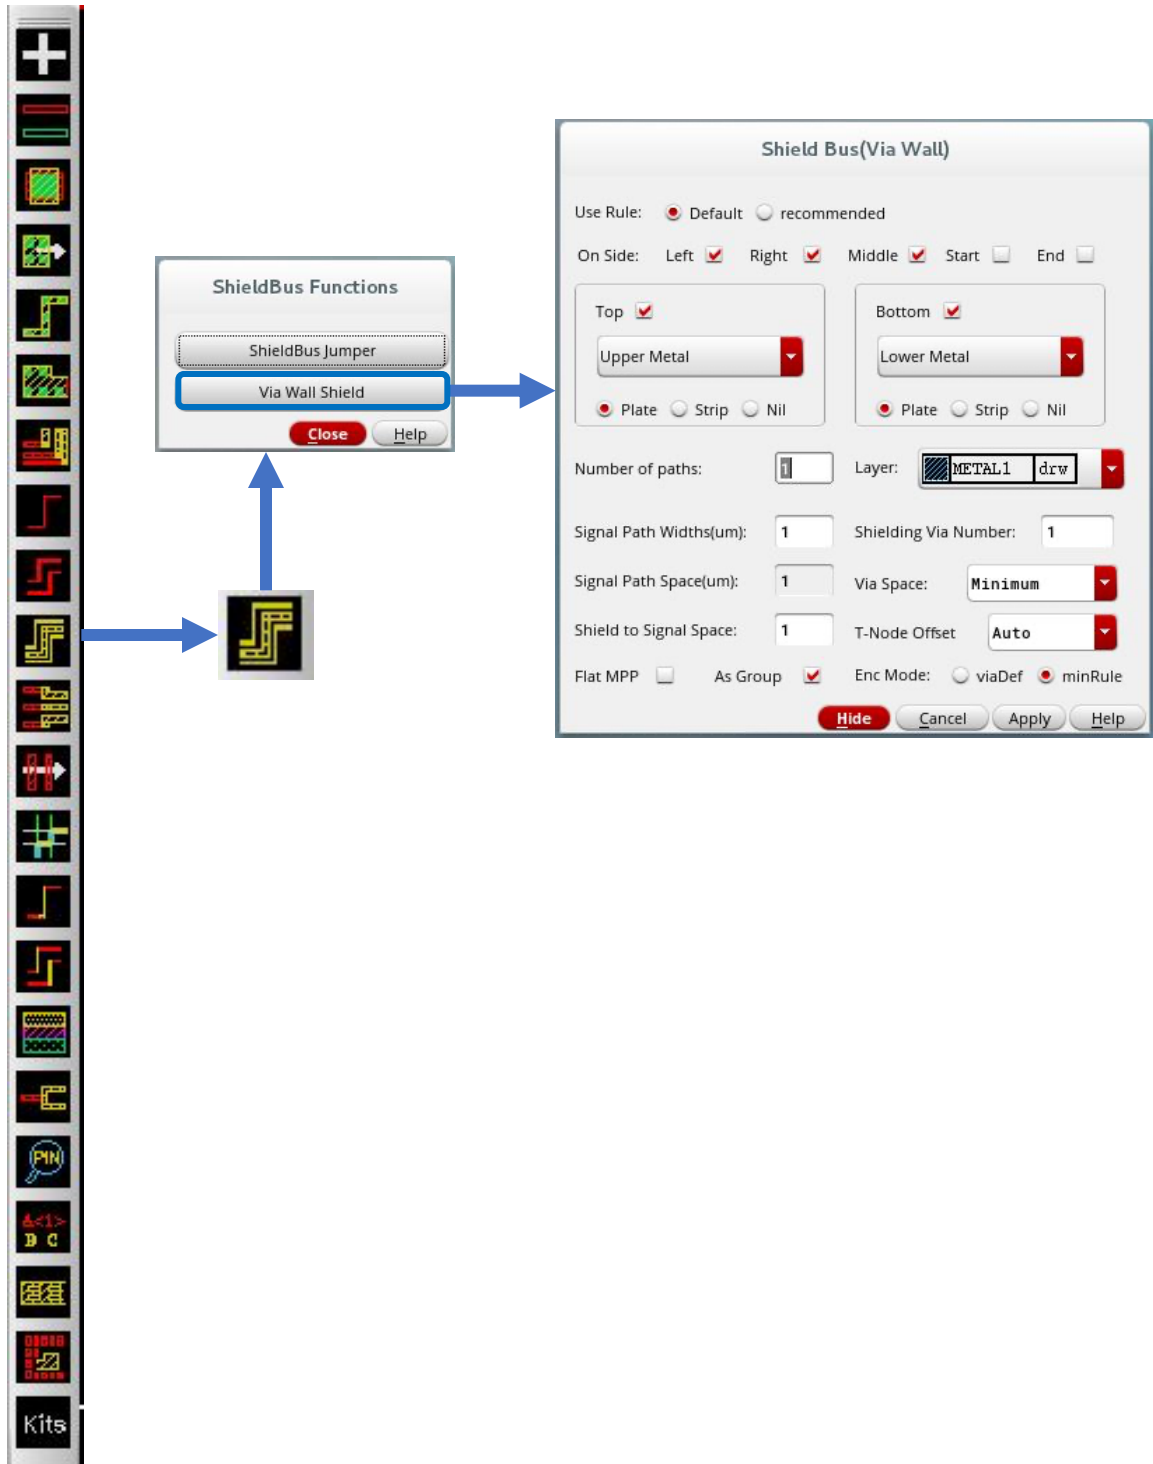 ShieldBus Functions
ShieldBus Jumper
Via Wall Shield
Close Help
Shield Bus(Via Wall)
Use Rule: Default recommended
On Side: Left Right Middle Start End
Top Bottom
Upper Metal Lower Metal
Plate Strip Nil Plate Strip Nil
Number of paths: 1 Layer: METAL1 drw
Signal Path Widths(um): 1 Shielding Via Number: 1
Signal Path Space(um): 1 Via Space: Minimum
Shield to Signal Space: 1 T-Node Offset Auto
Flat MPP As Group Enc Mode: viaDef minRule
Hide Cancel Apply Help
PIN
&<1>
B C
Kits